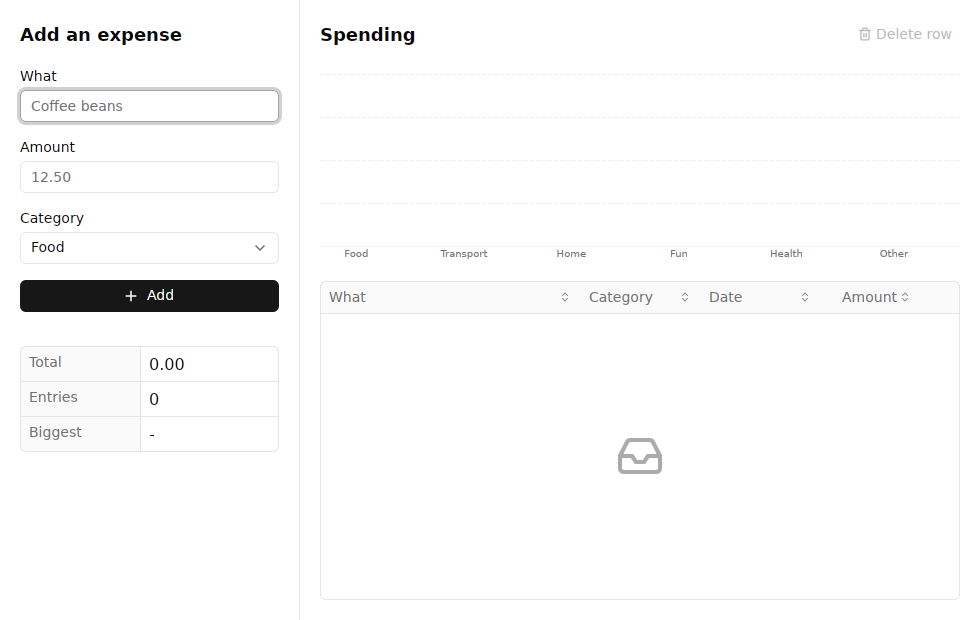 Add an expense
What
Coffee beans
Amount
12.50
Category
Food
Add
Total 0.00
Entries 0
Biggest -
Spending
Delete row
Food Transport Home Fun Health Other
What Category Date Amount